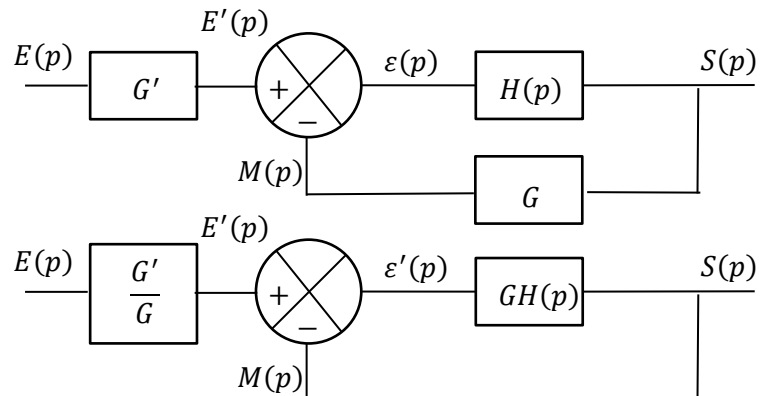 E′(p)
E(p) ε(p) S(p)
G′ + H(p)
−
M(p) G
E′(p)
E(p) ε′(p) S(p)
G′/G + GH(p)
−
M(p)